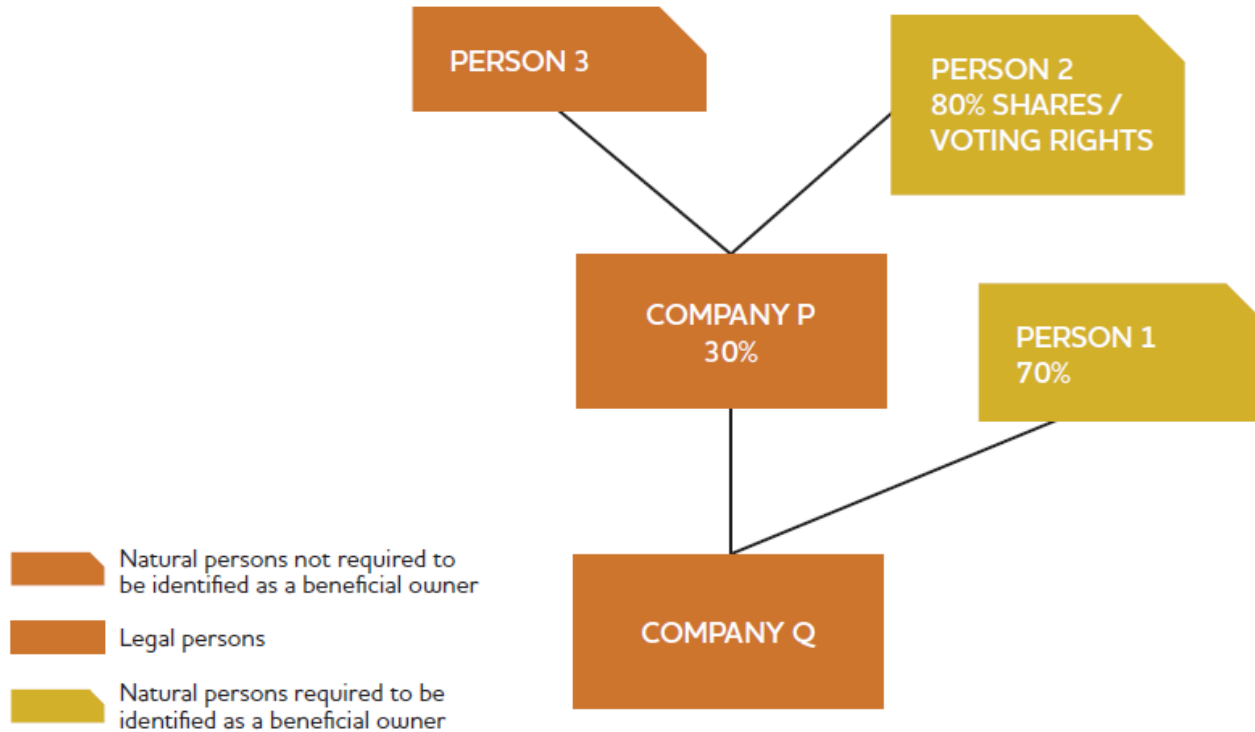 PERSON 3
PERSON 2
80% SHARES /
VOTING RIGHTS
COMPANY P
30%
PERSON 1
70%
COMPANY Q
Natural persons not required to
be identified as a beneficial owner
Legal persons
Natural persons required to be
identified as a beneficial owner